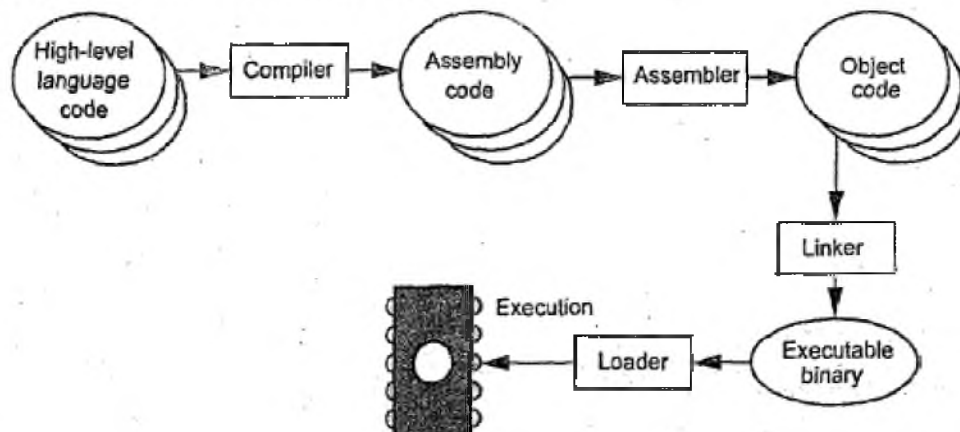 High-level
language
code
Compiler
Assembly
code
Assembler
Object
code
Linker
Execution
Loader
Executable
binary